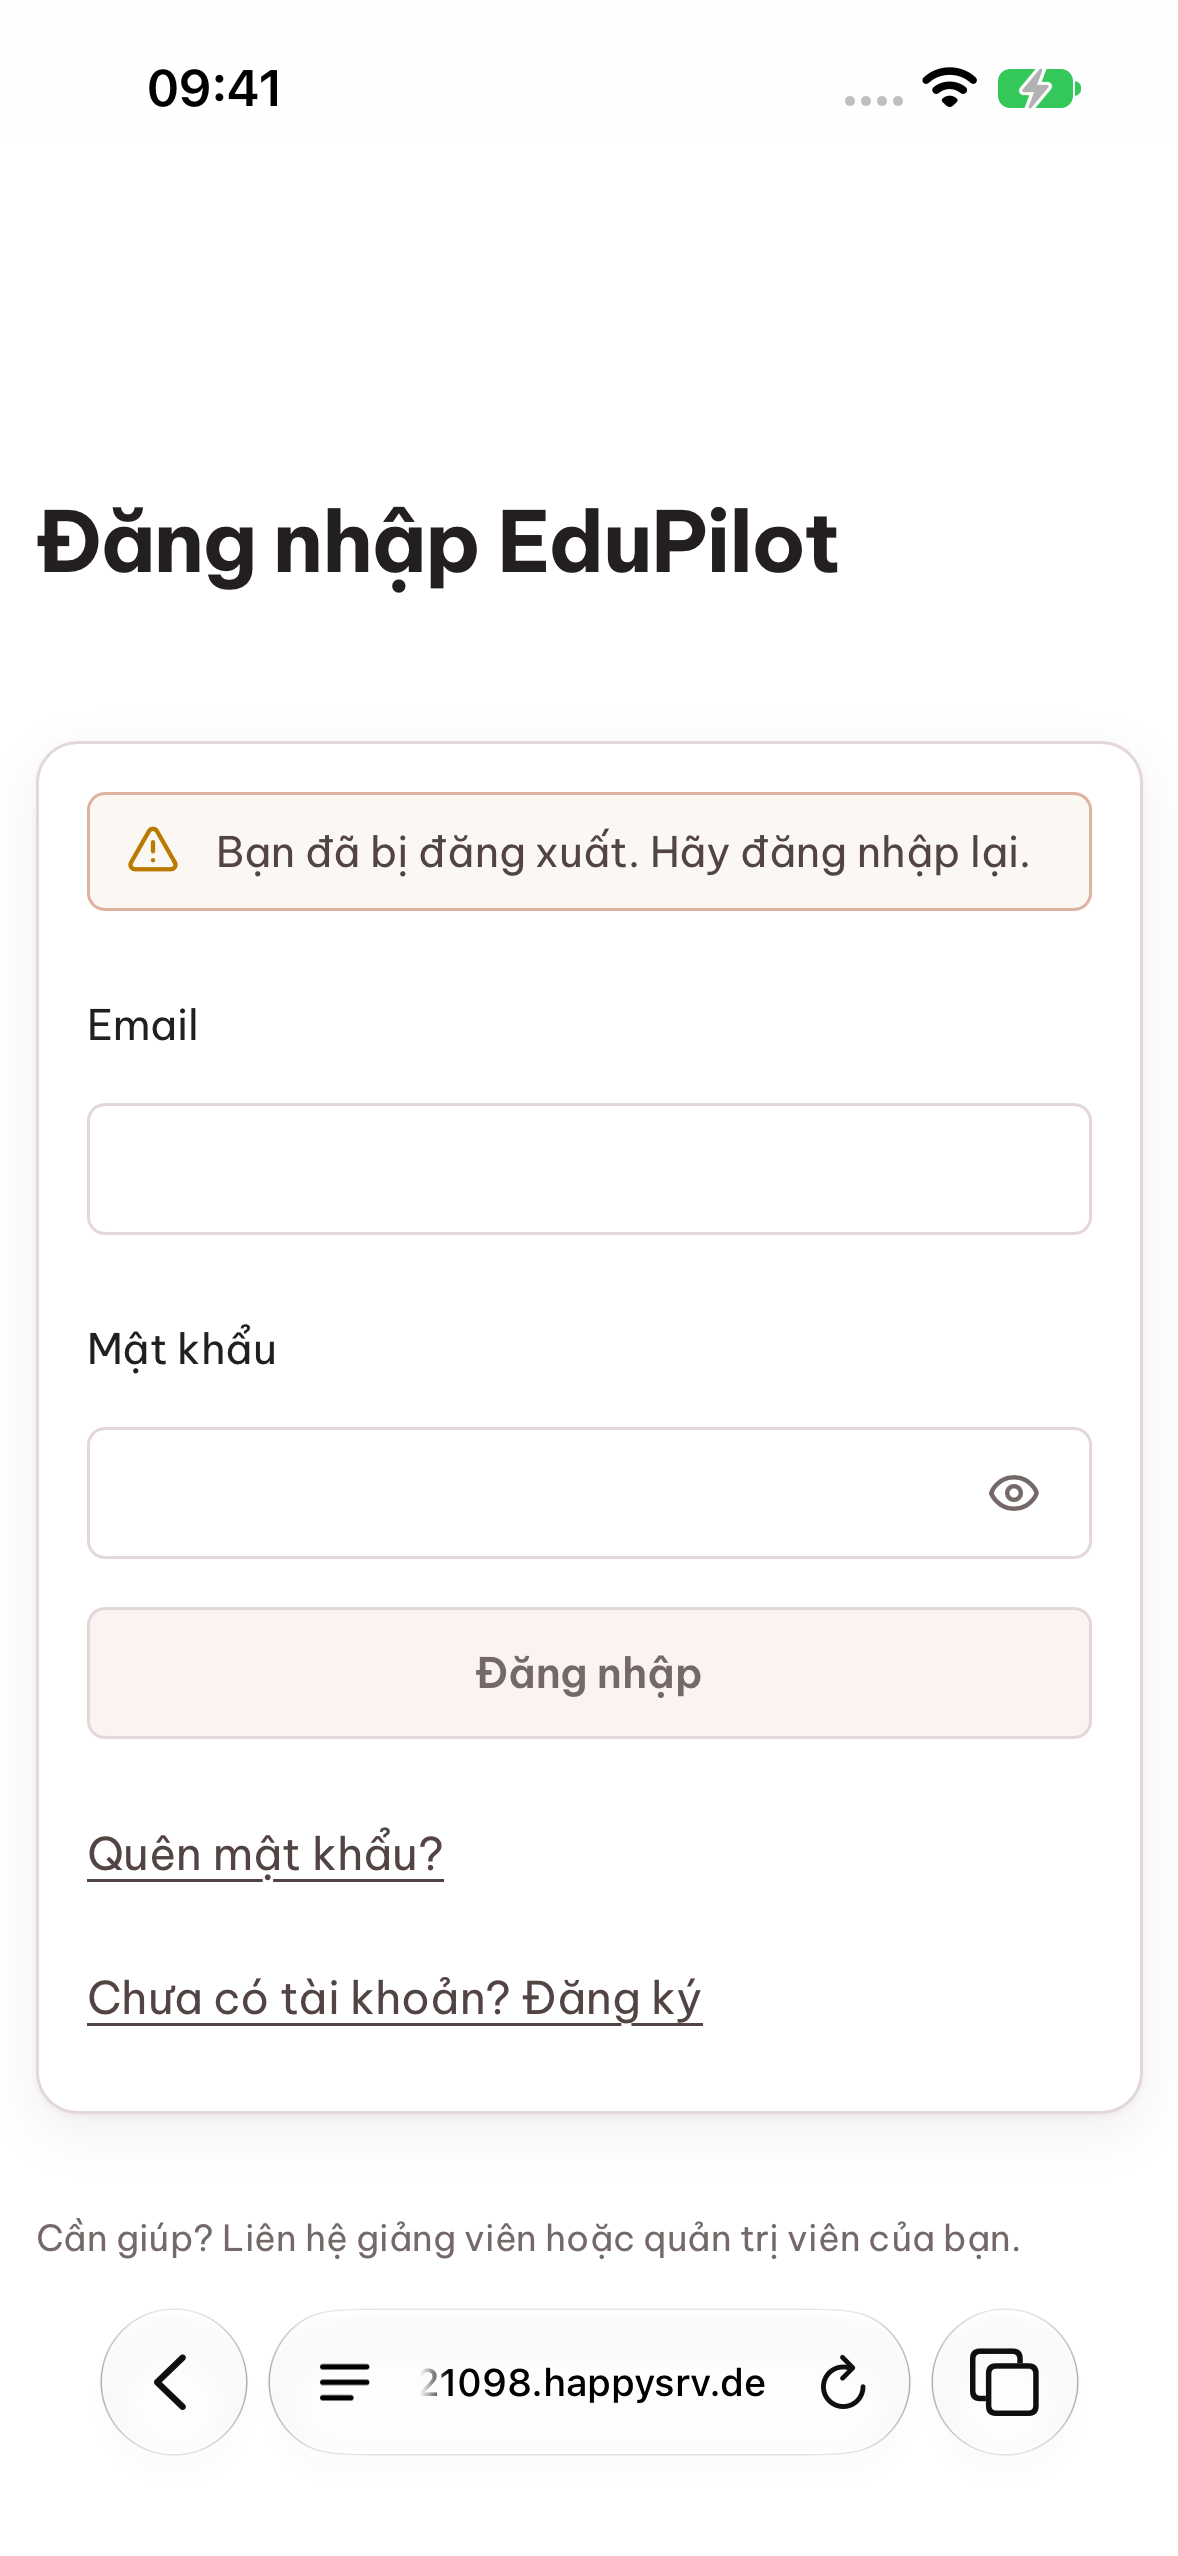 09:41
Đăng nhập EduPilot
Bạn đã bị đăng xuất. Hãy đăng nhập lại.
Email
Mật khẩu
Đăng nhập
Quên mật khẩu?
Chưa có tài khoản? Đăng ký
Cần giúp? Liên hệ giảng viên hoặc quản trị viên của bạn.
21098.happysrv.de